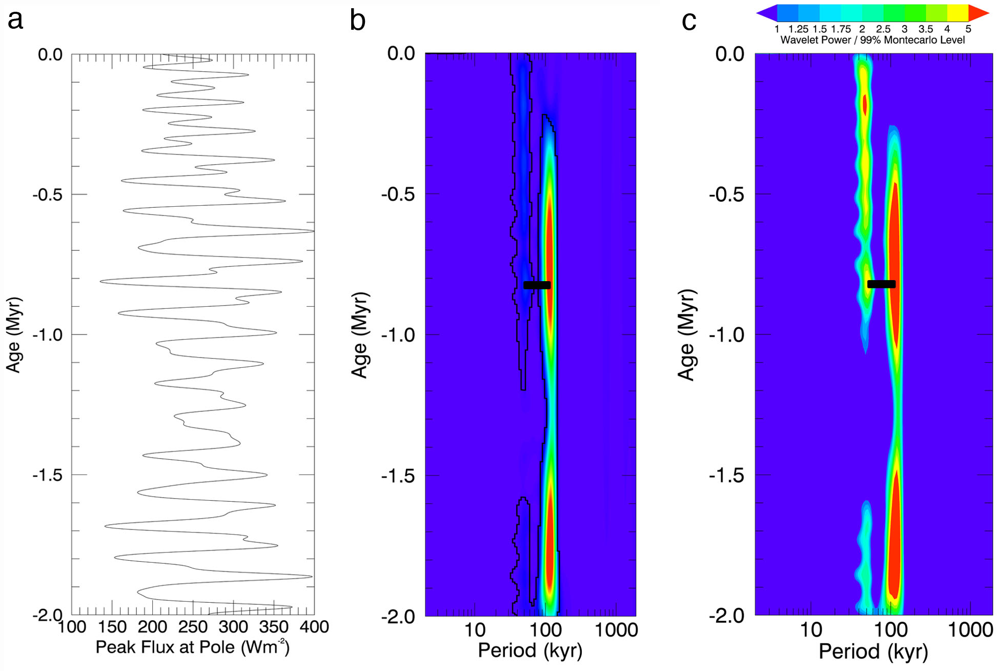 a
0.0
-0.5
-1.0
-1.5
-2.0
Age (Myr)
100 150 200 250 300 350 400
Peak Flux at Pole (Wm⁻²)
b
0.0
-0.5
-1.0
-1.5
-2.0
Age (Myr)
10 100 1000
Period (kyr)
c
1 1.25 1.5 1.75 2 2.5 3 3.5 4 5
Wavelet Power / 99% Montecarlo Level
0.0
-0.5
-1.0
-1.5
-2.0
Age (Myr)
10 100 1000
Period (kyr)